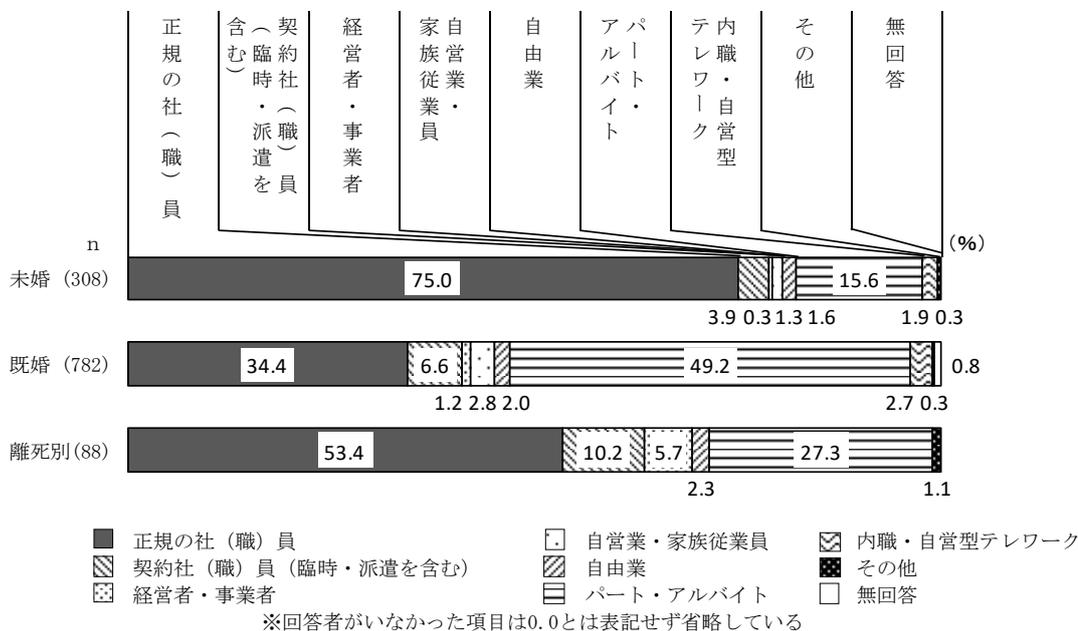 正規の社（職）員
契約社（職）員
（臨時・派遣を
含む）
経営者・事業者
自営業・
家族従業員
自由業
パート・
アルバイト
内職・自営型
テレワーク
その他
無回答
n
（%）
未婚（308）
75.0
15.6
3.9 0.3 1.3 1.6
1.9 0.3
既婚（782）
34.4
6.6
49.2
0.8
1.2 2.8 2.0
2.7 0.3
離死別（88）
53.4
10.2
5.7
27.3
2.3
1.1
正規の社（職）員
契約社（職）員（臨時・派遣を含む）
経営者・事業者
自営業・家族従業員
自由業
パート・アルバイト
内職・自営型テレワーク
その他
無回答
※回答者がいなかった項目は0.0とは表記せず省略している